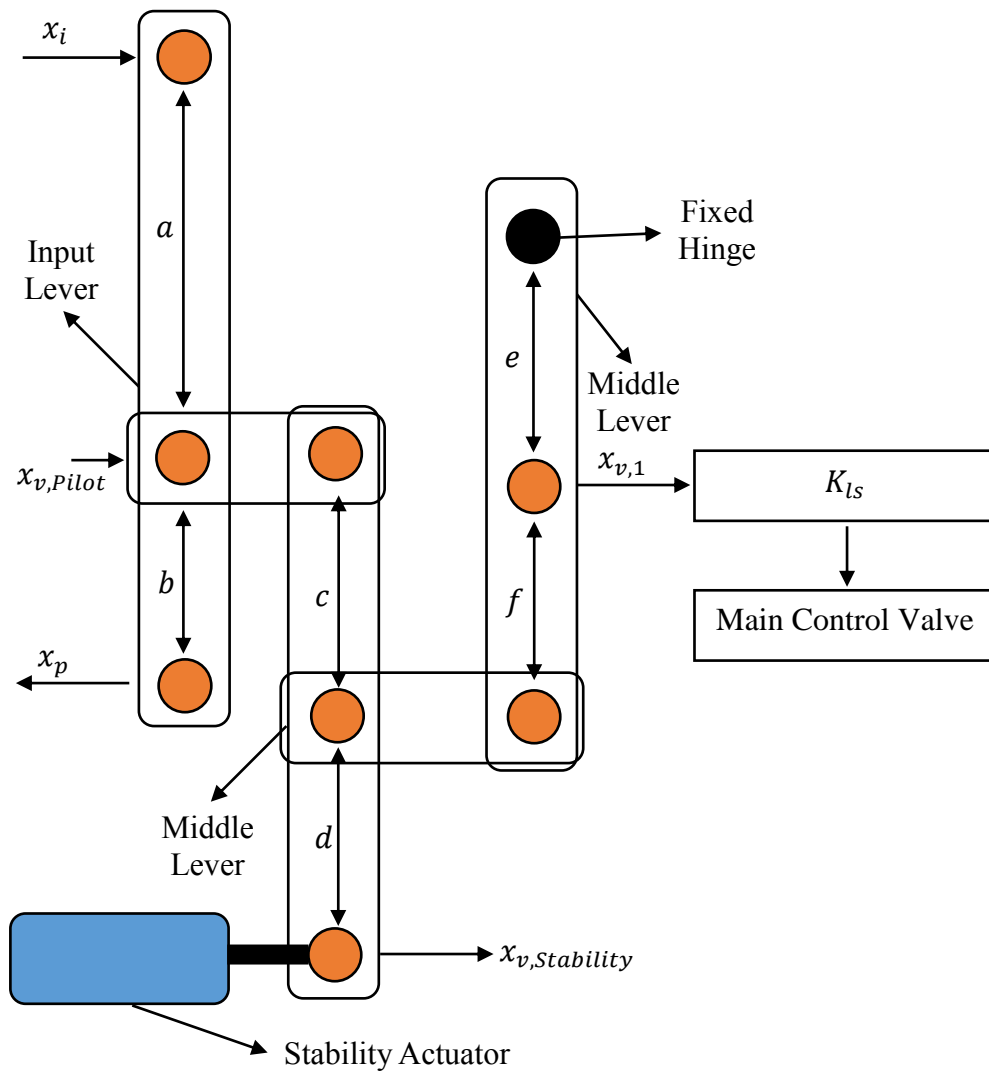 x_i
a
Input
Lever
x_{v,Pilot}
b
x_p
c
d
Middle
Lever
x_{v,Stability}
Stability Actuator
e
f
Fixed
Hinge
Middle
Lever
x_{v,1}
K_{ls}
Main Control Valve